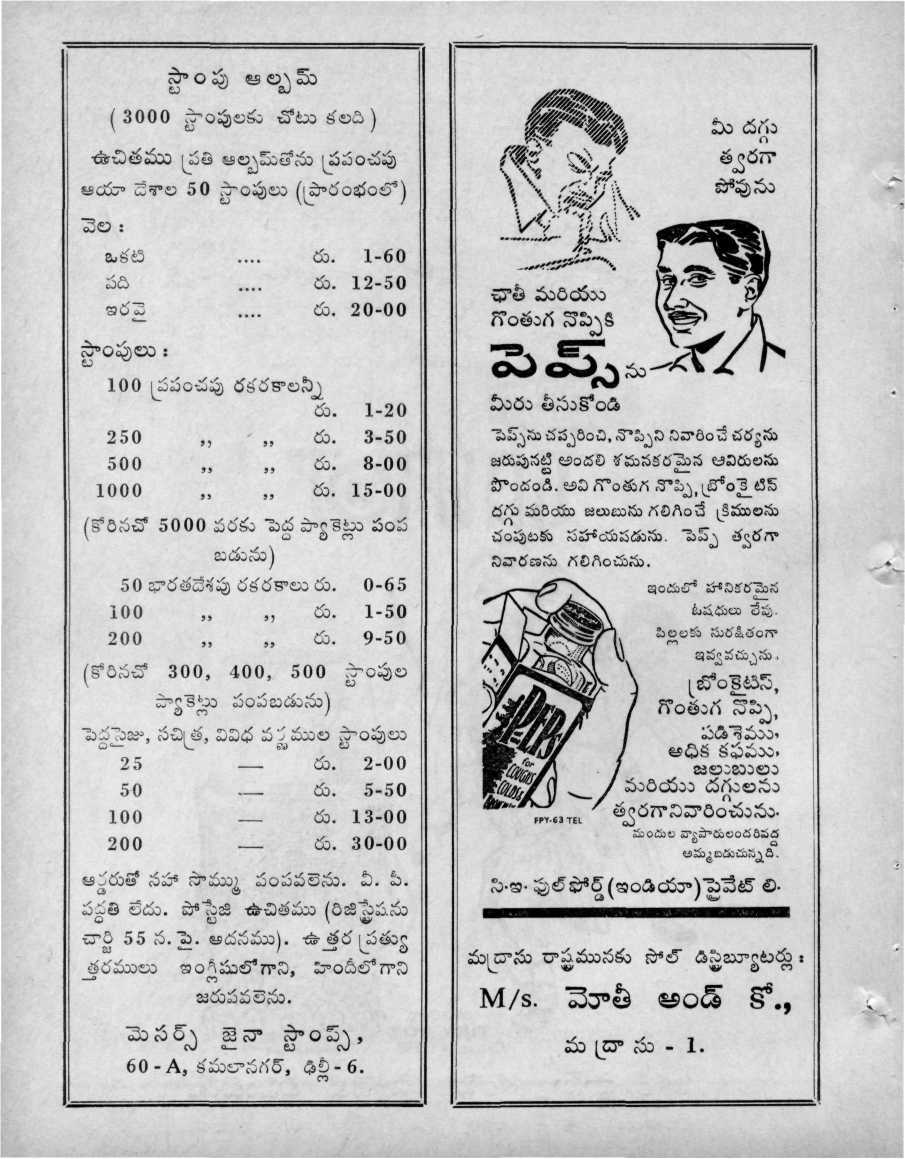 స్టాంపు ఆల్బమ్
( 3000 స్టాంపులకు చోటు కలది )
ఉచితము ప్రతి ఆల్బమ్‌తోను ప్రపంచపు
ఆయా దేశాల 50 స్టాంపులు (ప్రారంభంలో)
వెల :
ఒకటి .... రు. 1-60
పది .... రు. 12-50
ఇరవై .... రు. 20-00
స్టాంపులు :
100 ప్రపంచపు రకరకాలన్నీ
రు. 1-20
250 ,, ,, రు. 3-50
500 ,, ,, రు. 8-00
1000 ,, ,, రు. 15-00
(కోరినచో 5000 వరకు పెద్ద ప్యాకెట్లు పంప
బడును)
50 భారతదేశపు రకరకాలు రు. 0-65
100 ,, ,, రు. 1-50
200 ,, ,, రు. 9-50
(కోరినచో 300, 400, 500 స్టాంపుల
ప్యాకెట్లు పంపబడును)
పెద్దసైజు, సచిత్ర, వివిధ వస్తువుల స్టాంపులు
25 — రు. 2-00
50 — రు. 5-50
100 — రు. 13-00
200 — రు. 30-00
ఆర్డరుతో సహా సొమ్ము పంపవలెను. వీ. పీ.
పద్ధతి లేదు. పోస్టేజి ఉచితము (రిజిస్ట్రేషను
చార్జి 55 న. పై. అదనము). ఉత్తర ప్రత్యు
త్తరములు ఇంగ్లీషులోగాని, హిందీలోగాని
జరుపవలెను.
మెసర్స్ జైనా స్టాంప్స్,
60 - A, కమలానగర్, ఢిల్లీ - 6.
మీ దగ్గు
త్వరగా
పోవును
ఛాతీ మరియు
గొంతుగ నొప్పికి
పెప్స్ ను
మీరు తీసుకోండి
పెప్స్‌ను చప్పరించి, నొప్పిని నివారించే చర్యను
జరుపునట్టి అందలి శమనకరమైన ఆవిరులను
పొందండి. అవి గొంతుగ నొప్పి, బ్రోంకైటిస్
దగ్గు మరియు జలుబును గలిగించే క్రిములను
చంపుటకు సహాయపడును. పెప్స్ త్వరగా
నివారణను గలిగించును.
ఇందులో హానికరమైన
ఓషధులు లేవు.
పిల్లలకు సురక్షితంగా
ఇవ్వవచ్చును.
బ్రోంకైటిస్,
గొంతుగ నొప్పి,
పడిశెము,
అధిక కఫము,
జలుబులు
మరియు దగ్గులను
త్వరగానివారించును.
మందుల వ్యాపారులందరివద్ద
అమ్మబడుచున్నది.
PEPS
for
COUGHS
COLDS &
FPY-63 TEL
సి.ఇ. ఫుల్‌ఫోర్డ్ (ఇండియా) ప్రైవేట్ లి.
మద్రాసు రాష్ట్రమునకు సోల్ డిస్ట్రిబ్యూటర్లు :
M/s. మోతీ అండ్ కో.,
మద్రాసు - 1.